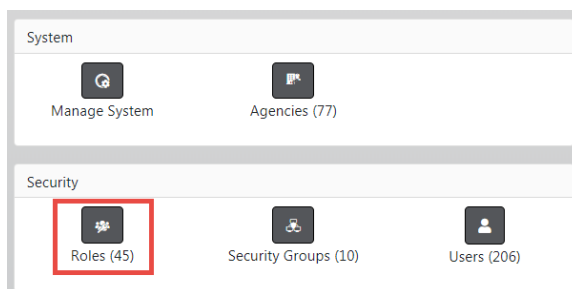 System
Manage System
Agencies (77)
Security
Roles (45)
Security Groups (10)
Users (206)